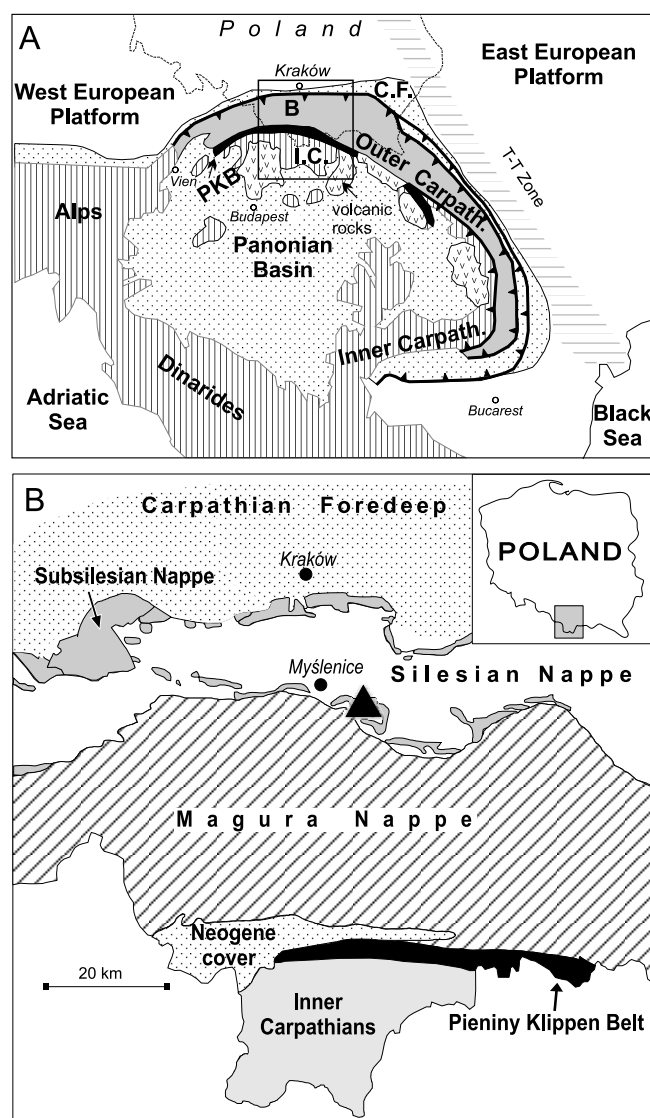 A
Poland
East European
Platform
Kraków
West European
Platform
C.F.
B
T-T Zone
Outer Carpath.
I.C.
PKB
Vien
volcanic
rocks
Alps
Budapest
Panonian
Basin
Inner Carpath.
Dinarides
Adriatic
Sea
Bucarest
Black
Sea
B
Carpathian Foredeep
Kraków
POLAND
Subsilesian Nappe
Myślenice
Silesian Nappe
Magura Nappe
Neogene
cover
20 km
Inner
Carpathians
Pieniny Klippen Belt